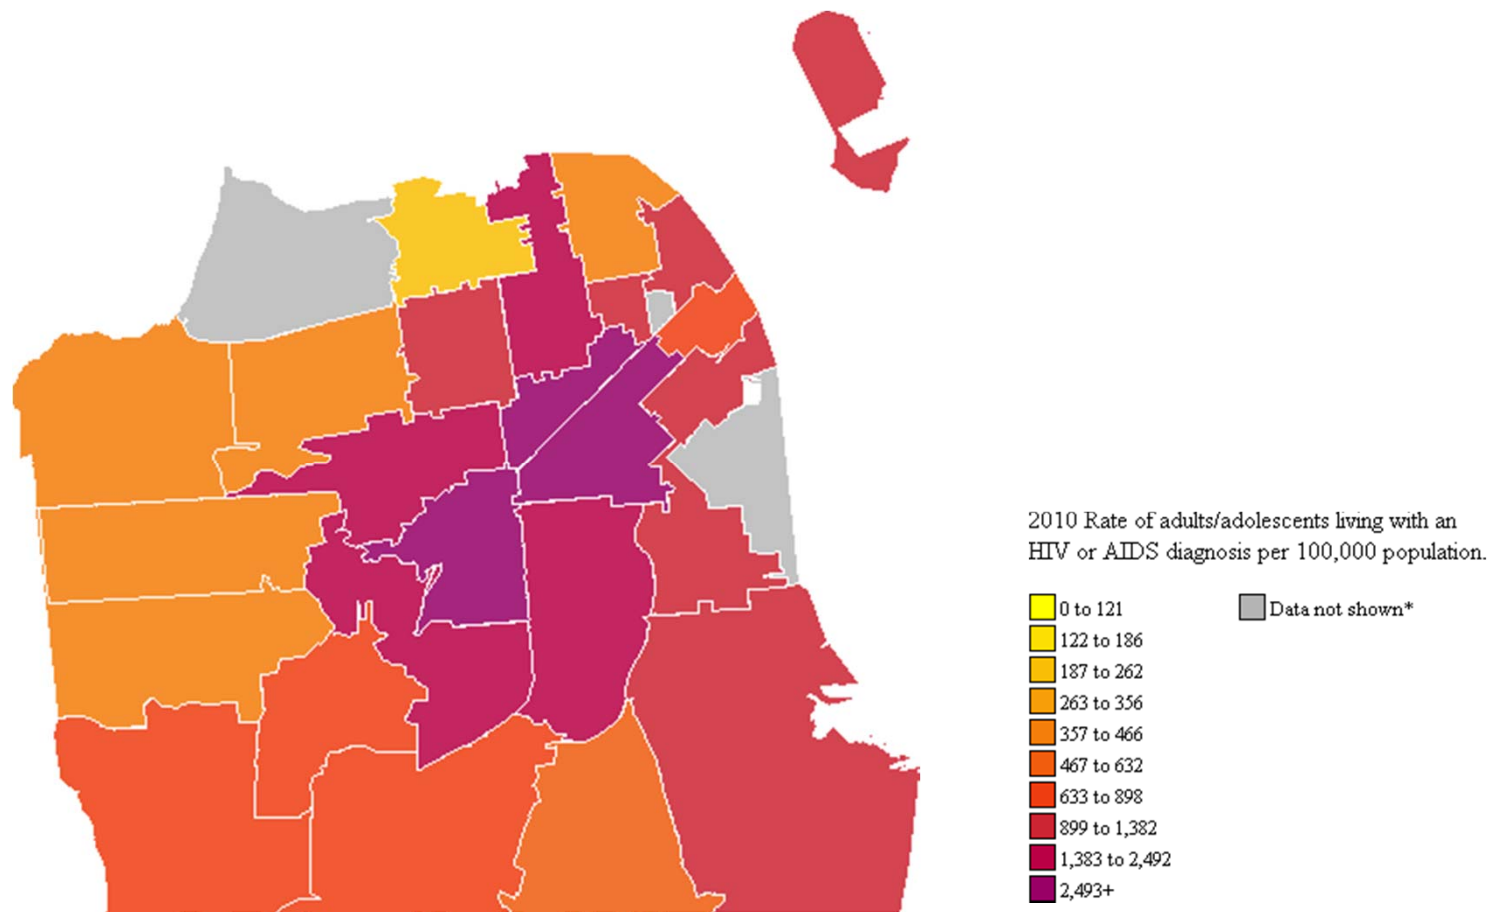 2010 Rate of adults/adolescents living with an
HIV or AIDS diagnosis per 100,000 population.
0 to 121
122 to 186
187 to 262
263 to 356
357 to 466
467 to 632
633 to 898
899 to 1,382
1,383 to 2,492
2,493+
Data not shown*